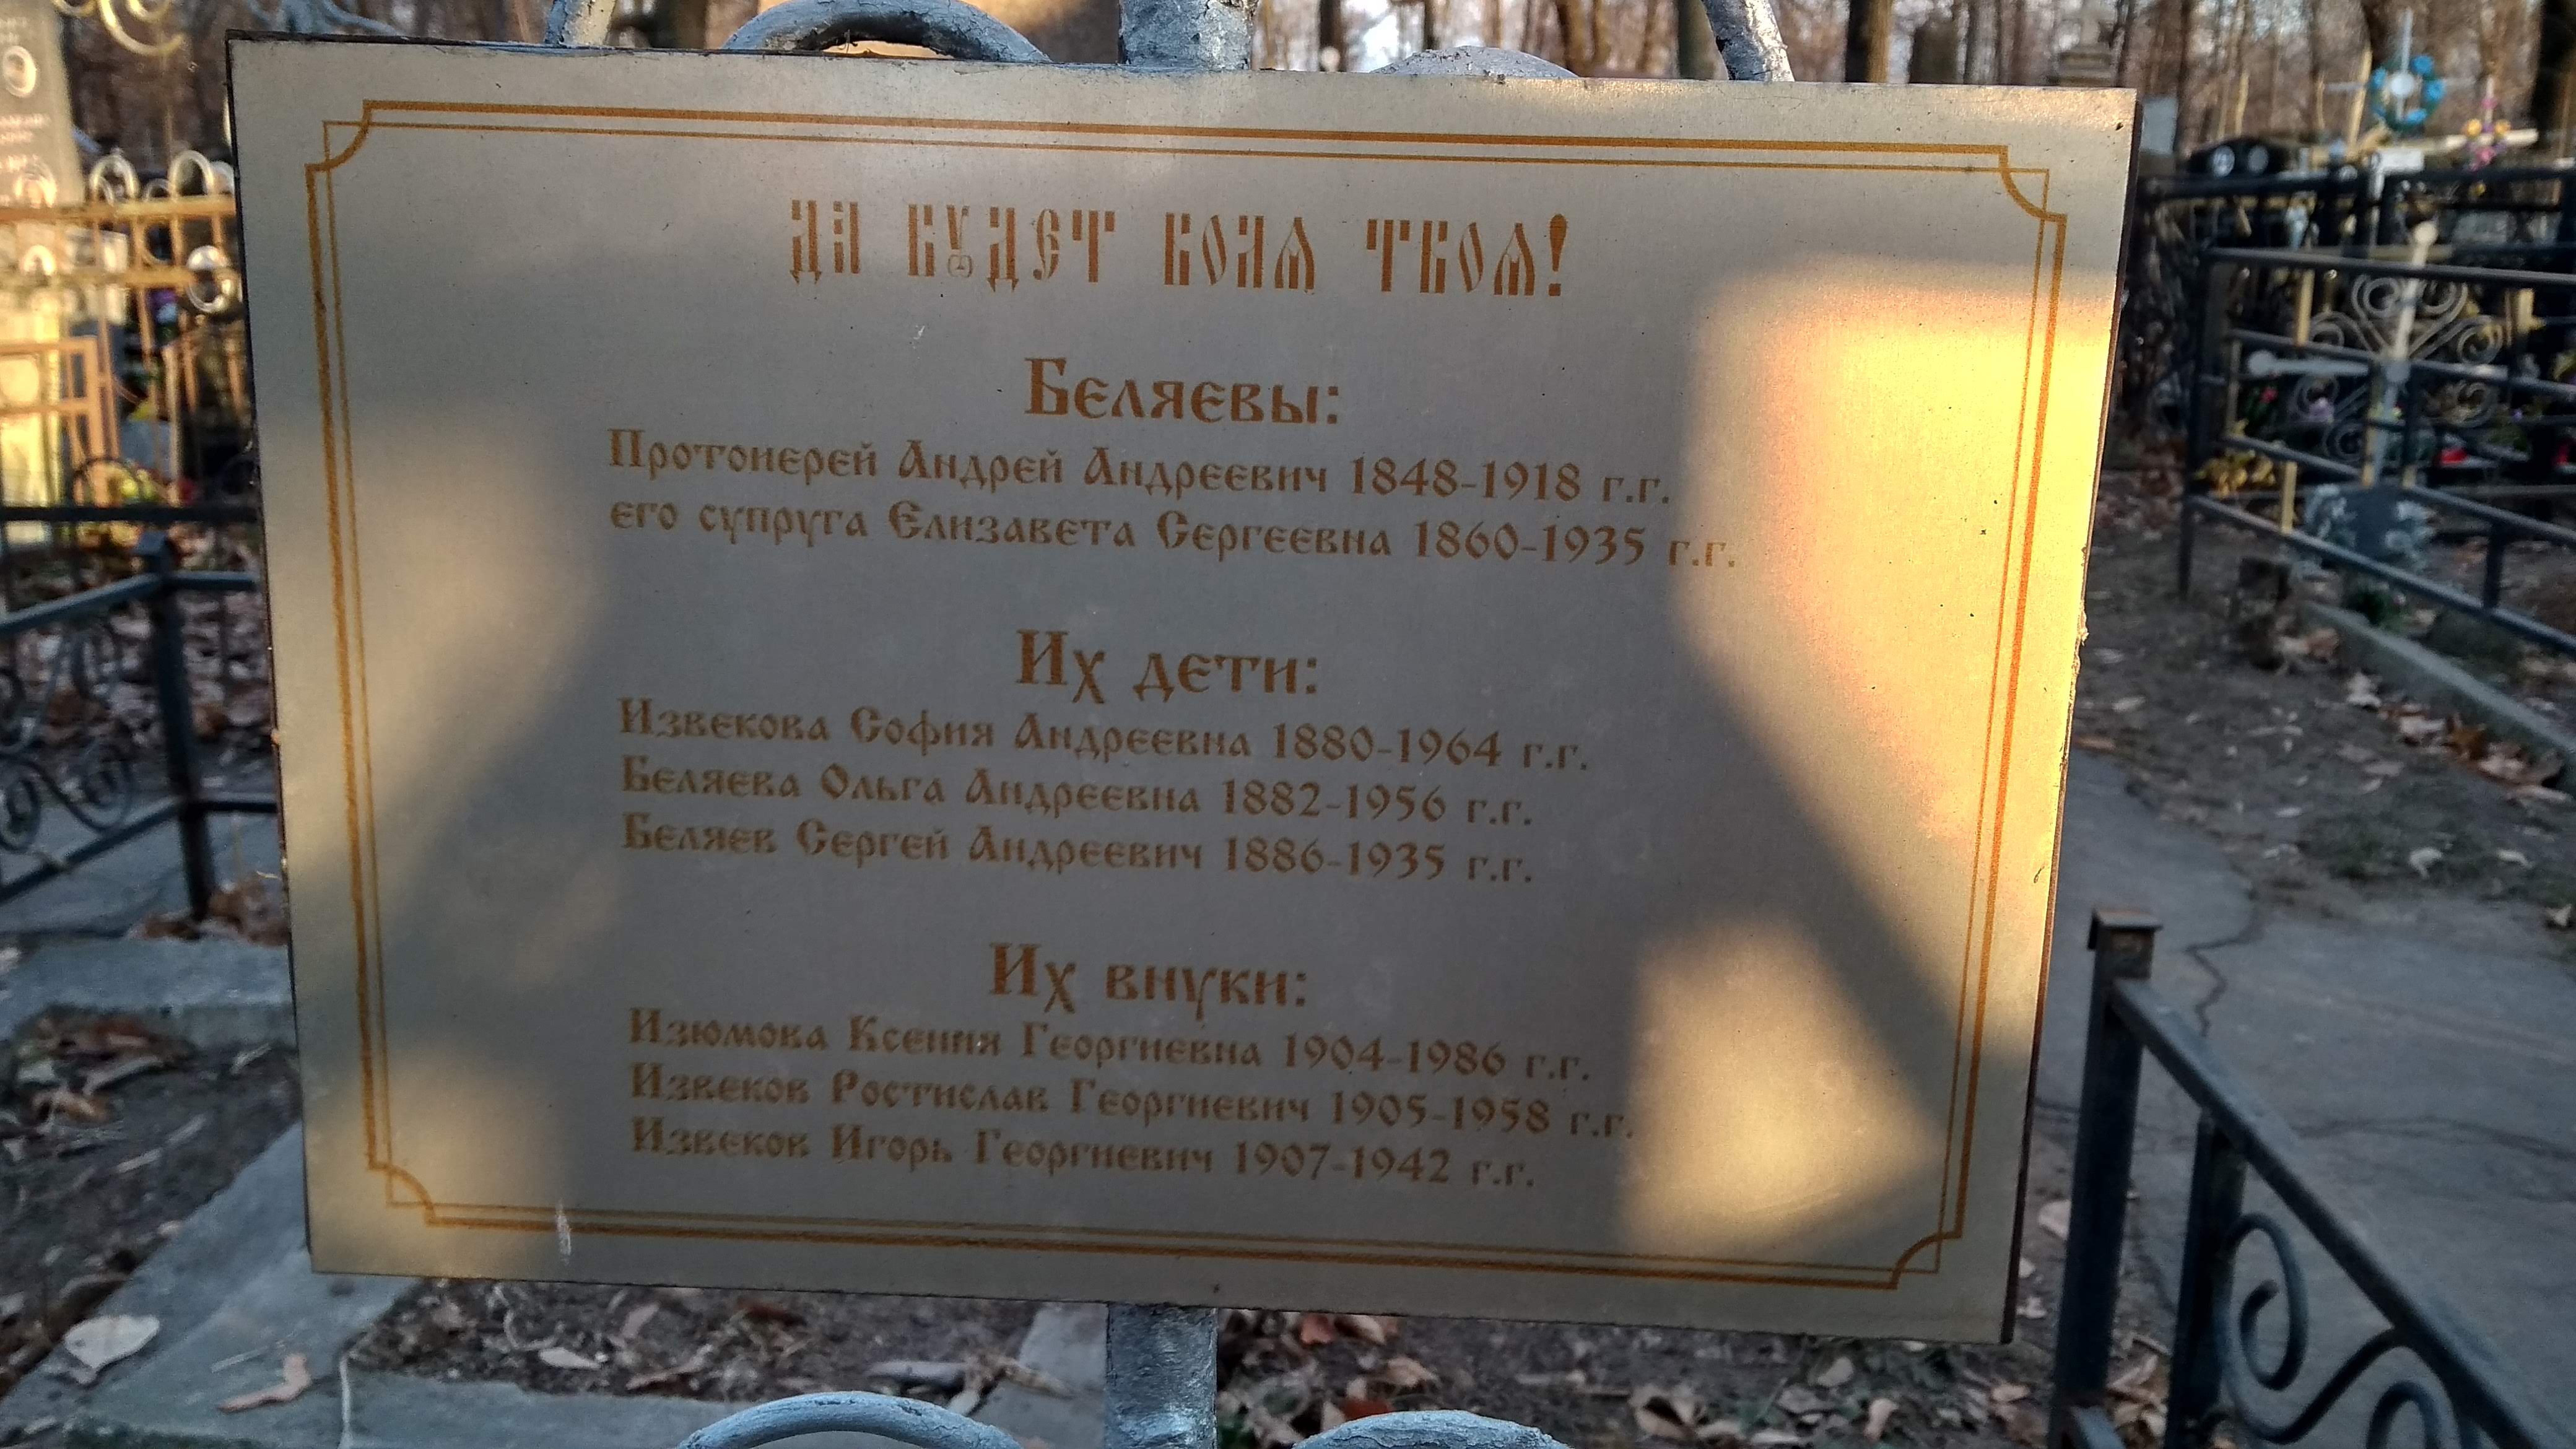 Да будет воля твоя!
Беляевы:
Протоиерей Андрей Андреевич 1848-1918 г.г.
его супруга Елизавета Сергеевна 1860-1935 г.г.
Их дети:
Извекова София Андреевна 1880-1964 г.г.
Беляева Ольга Андреевна 1882-1956 г.г.
Беляев Сергей Андреевич 1886-1935 г.г.
Их внуки:
Изюмова Ксения Георгиевна 1904-1986 г.г.
Извеков Ростислав Георгиевич 1905-1958 г.г.
Извеков Игорь Георгиевич 1907-1942 г.г.